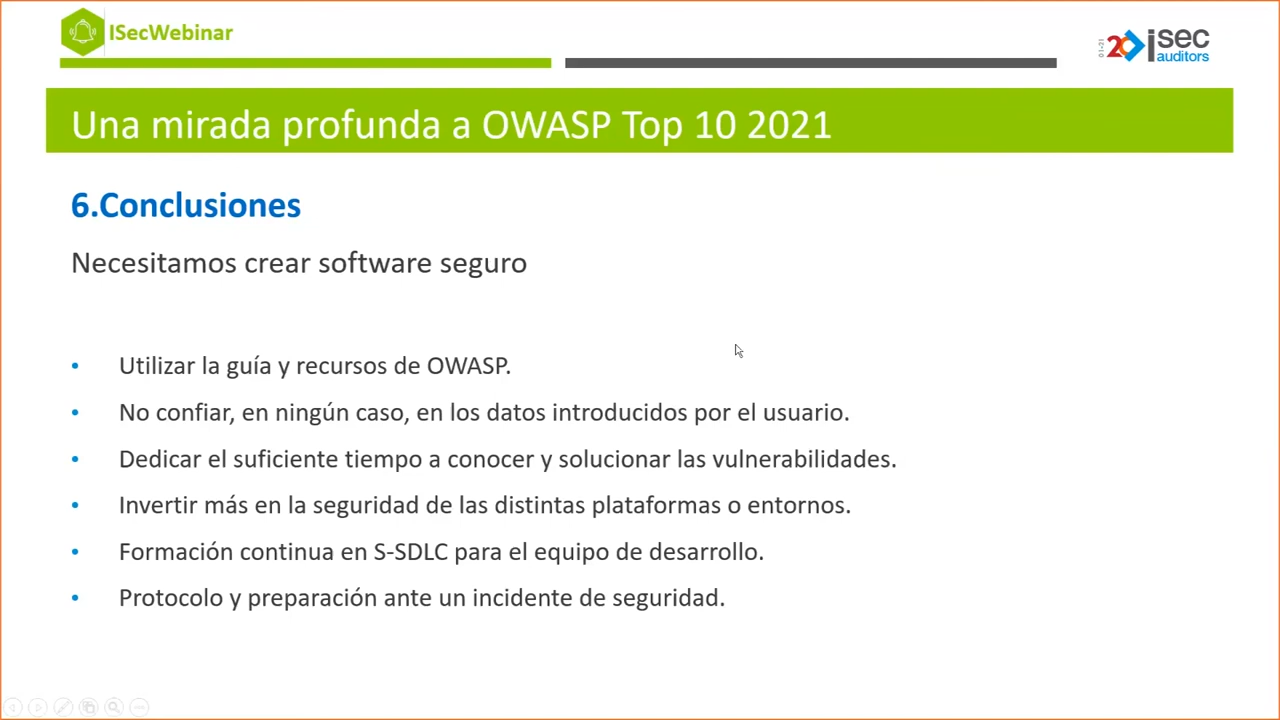 ISecWebinar
01-21
20
isec
auditors
Una mirada profunda a OWASP Top 10 2021
6.Conclusiones
Necesitamos crear software seguro
• Utilizar la guía y recursos de OWASP.
• No confiar, en ningún caso, en los datos introducidos por el usuario.
• Dedicar el suficiente tiempo a conocer y solucionar las vulnerabilidades.
• Invertir más en la seguridad de las distintas plataformas o entornos.
• Formación continua en S-SDLC para el equipo de desarrollo.
• Protocolo y preparación ante un incidente de seguridad.